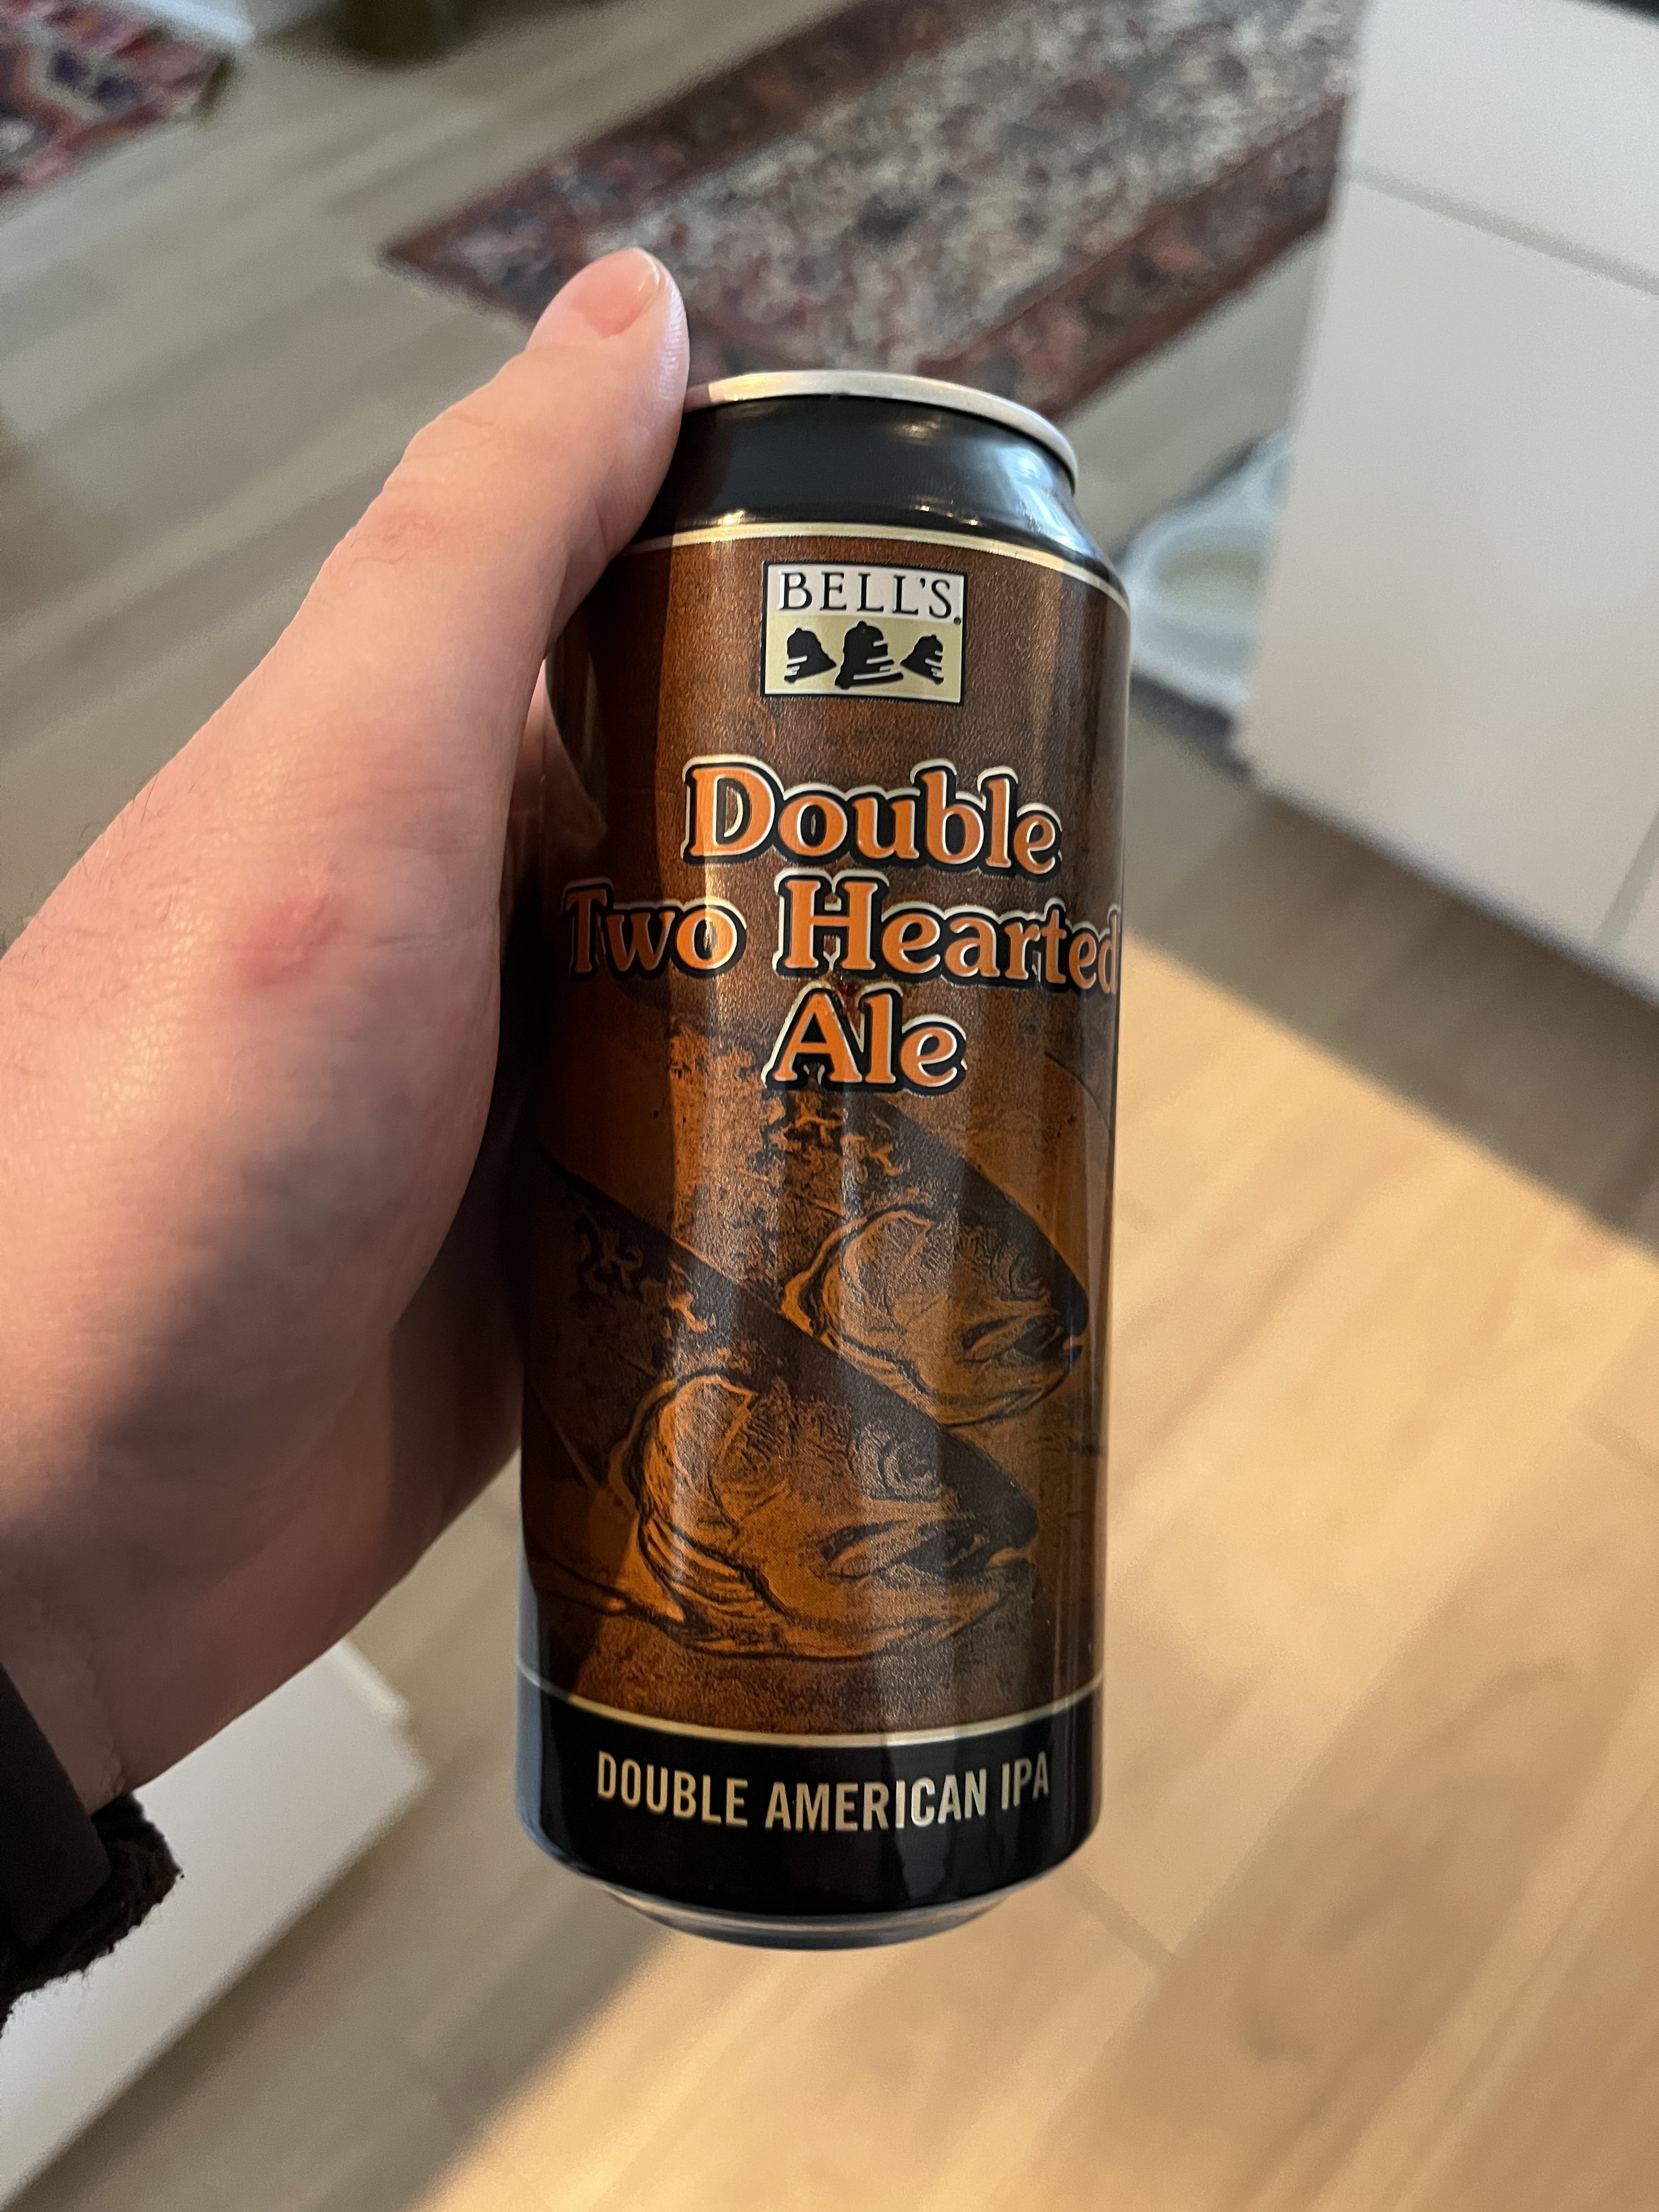 BELL'S
Double
Two Hearted
Ale
DOUBLE AMERICAN IPA